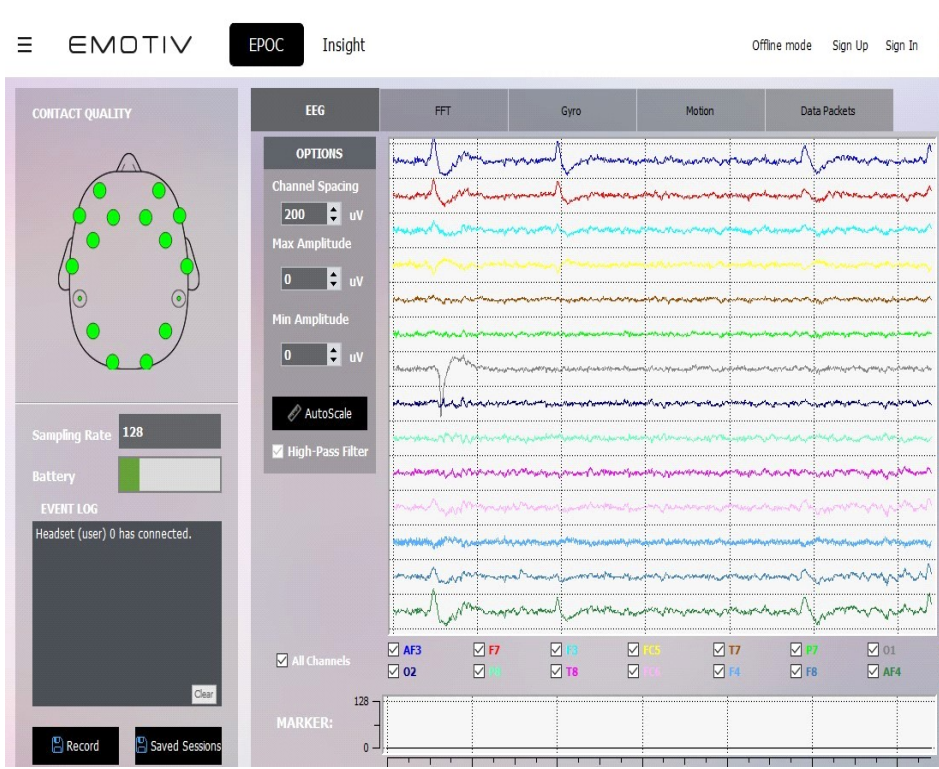 EMOTIV
EPOC
Insight
Offline mode
Sign Up
Sign In
CONTACT QUALITY
Sampling Rate
128
Battery
EVENT LOG
Headset (user) 0 has connected.
Clear
Record
Saved Sessions
EEG
FFT
Gyro
Motion
Data Packets
OPTIONS
Channel Spacing
200
uV
Max Amplitude
0
uV
Min Amplitude
0
uV
AutoScale
High-Pass Filter
All Channels
AF3
F7
F3
FC5
T7
P7
O1
O2
P8
T8
FC6
F4
F8
AF4
MARKER:
128
0